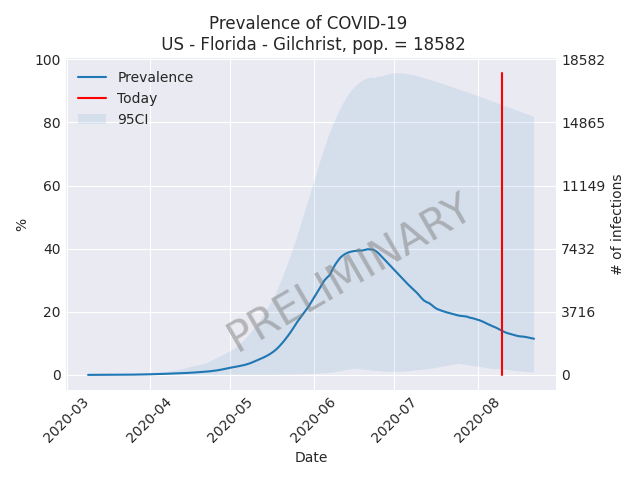 Prevalence of COVID-19
US - Florida - Gilchrist, pop. = 18582
Prevalence
Today
95CI
PRELIMINARY
100
80
60
40
20
0
%
18582
14865
11149
7432
3716
0
# of infections
2020-03
2020-04
2020-05
2020-06
2020-07
2020-08
Date